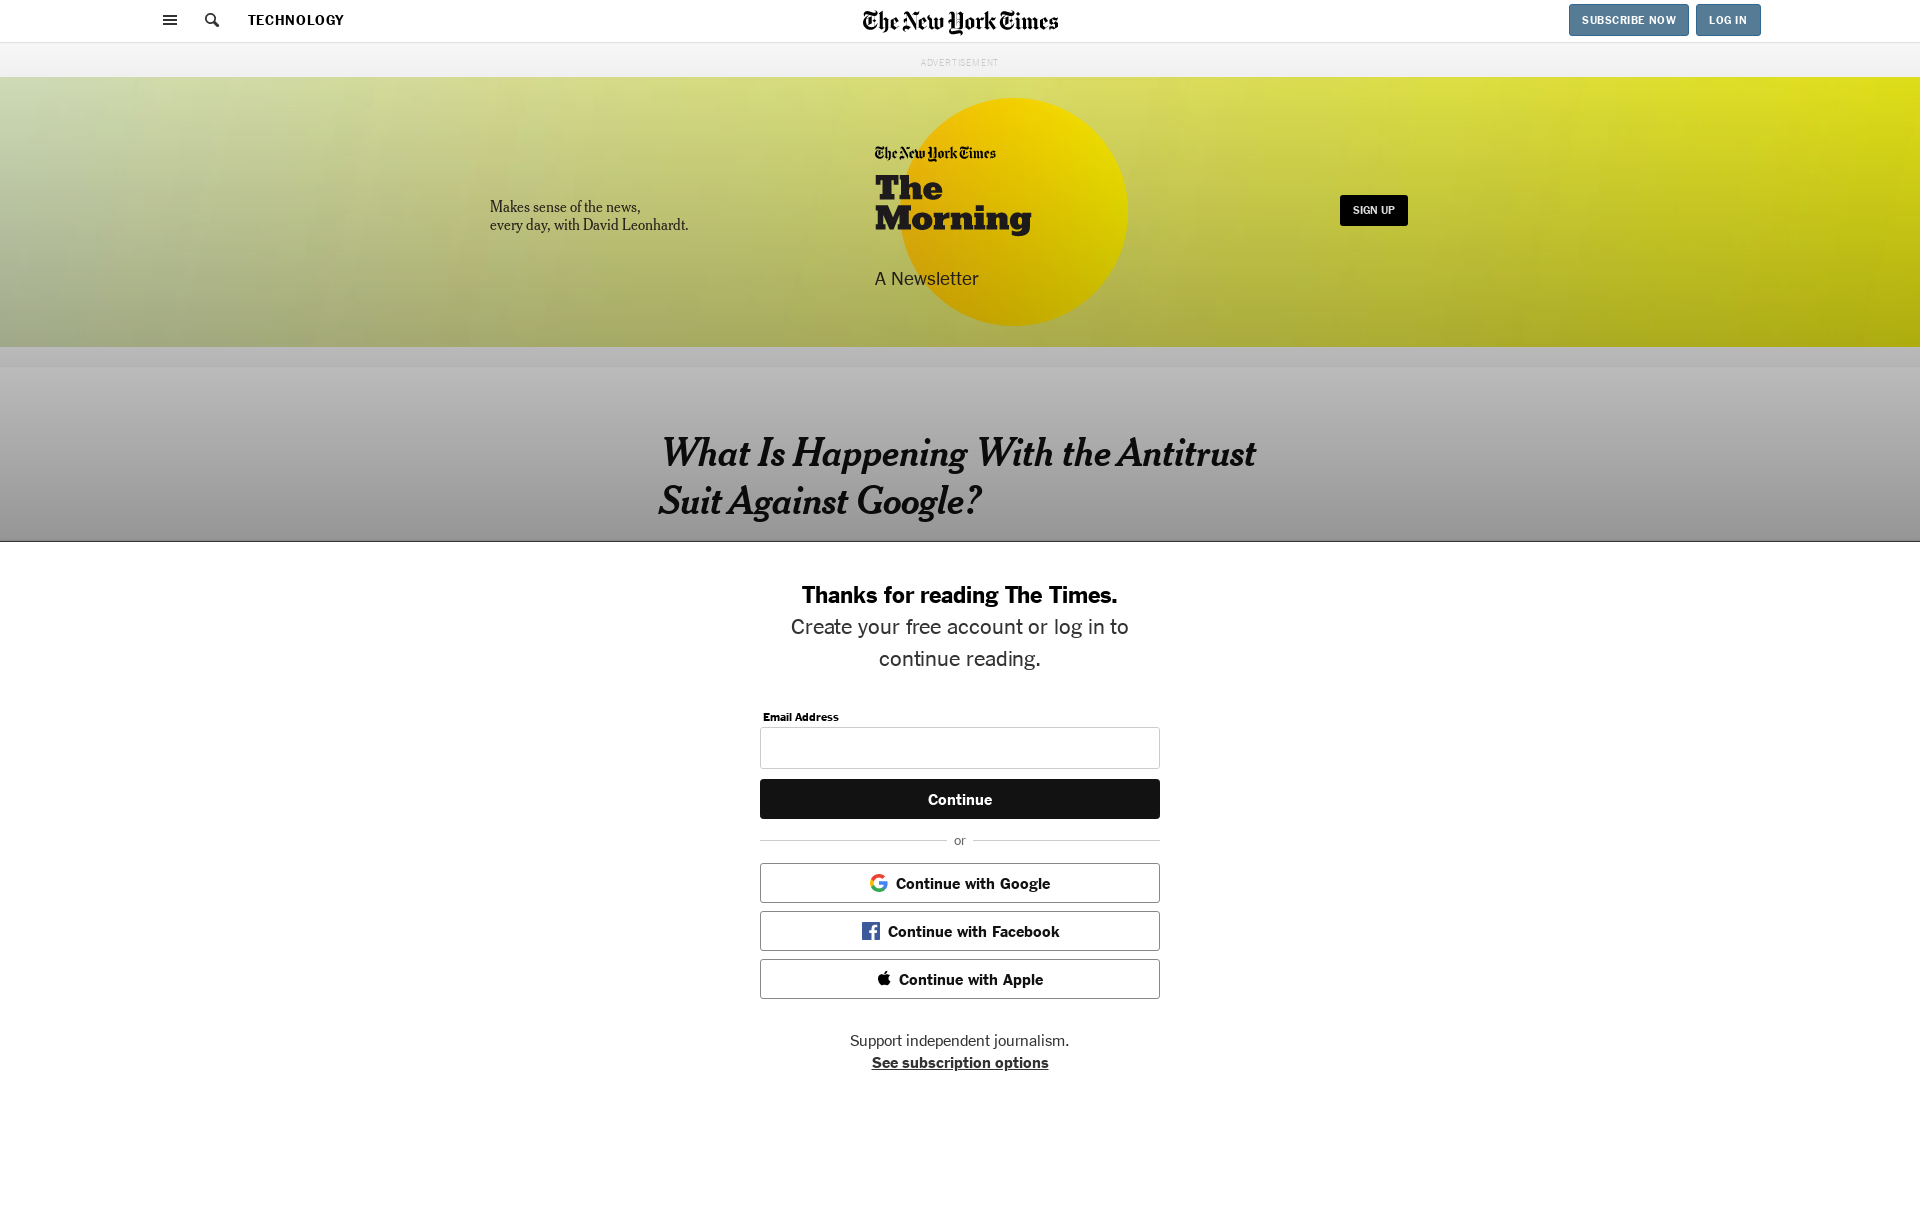 TECHNOLOGY
The New York Times
SUBSCRIBE NOW
LOG IN
ADVERTISEMENT
Makes sense of the news,
every day, with David Leonhardt.
The New York Times
The
Morning
A Newsletter
SIGN UP
What Is Happening With the Antitrust
Suit Against Google?
Thanks for reading The Times.
Create your free account or log in to
continue reading.
Email Address
Continue
or
Continue with Google
Continue with Facebook
Continue with Apple
Support independent journalism.
See subscription options